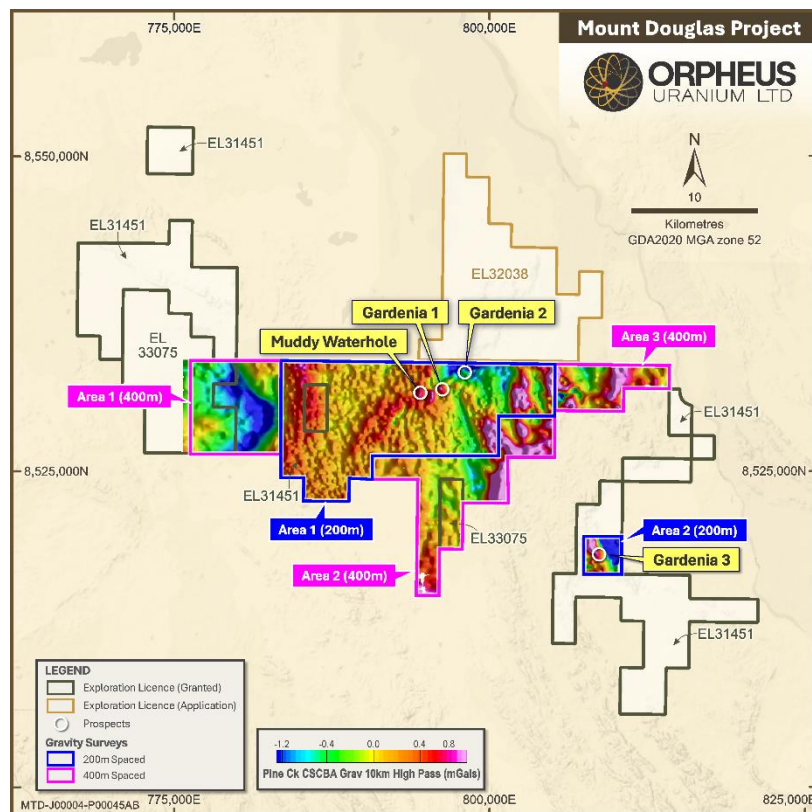 775,000E
800,000E
Mount Douglas Project
ORPHEUS
URANIUM LTD
8,550,000N
EL31451
N
10
Kilometres
GDA2020 MGA zone 52
EL31451
EL32038
EL
33075
Gardenia 1
Gardenia 2
Muddy Waterhole
Area 3 (400m)
Area 1 (400m)
EL31451
8,525,000N
8,525,000N
EL31451
Area 1 (200m)
EL33075
Area 2 (200m)
Gardenia 3
Area 2 (400m)
EL31451
LEGEND
Exploration Licence (Granted)
Exploration Licence (Application)
Prospects
Gravity Surveys
200m Spaced
400m Spaced
-1.2 -0.4 0.0 0.4 0.8
Pine Ck CSCBA Grav 10km High Pass (mGals)
MTD-J00004-P00045AB
775,000E
800,000E
825,000